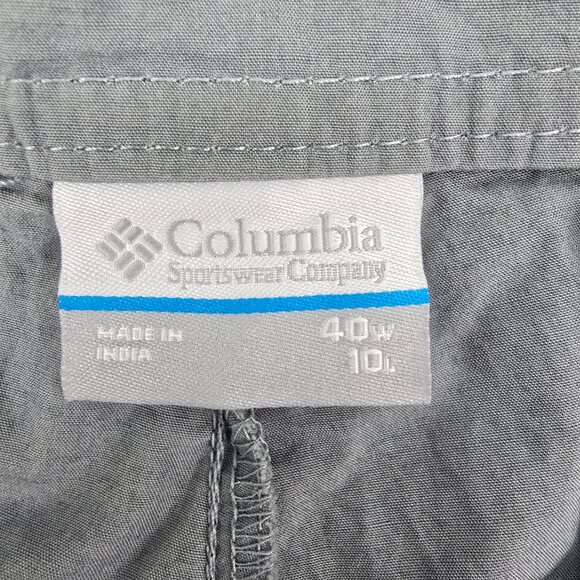 Columbia
Sportswear Company
MADE IN
INDIA
40W
10L